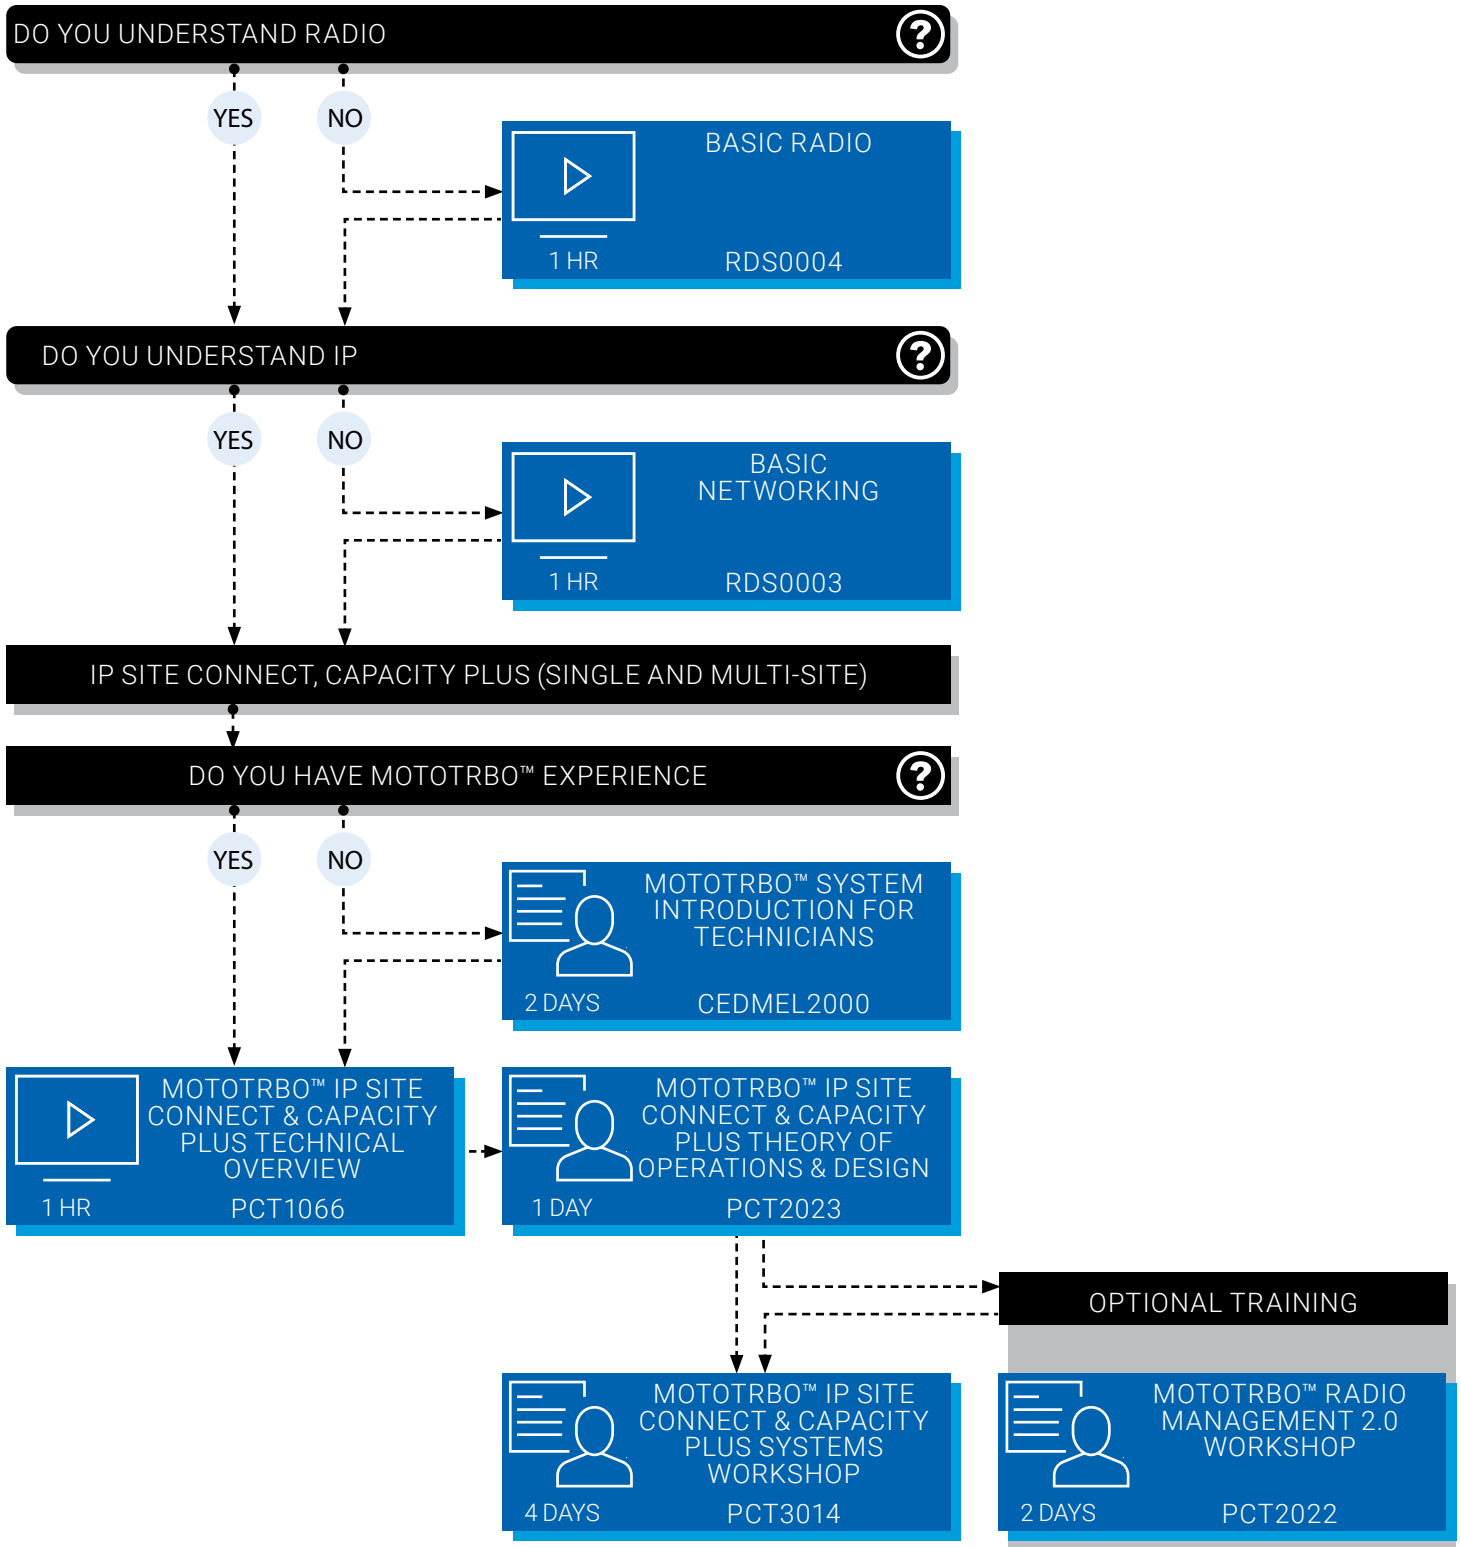 DO YOU UNDERSTAND RADIO
?
YES
NO
BASIC RADIO
1 HR
RDS0004
DO YOU UNDERSTAND IP
?
YES
NO
BASIC
NETWORKING
1 HR
RDS0003
IP SITE CONNECT, CAPACITY PLUS (SINGLE AND MULTI-SITE)
DO YOU HAVE MOTOTRBO™ EXPERIENCE
?
YES
NO
MOTOTRBO™ SYSTEM
INTRODUCTION FOR
TECHNICIANS
2 DAYS
CEDMEL2000
MOTOTRBO™ IP SITE
CONNECT & CAPACITY
PLUS TECHNICAL
OVERVIEW
1 HR
PCT1066
MOTOTRBO™ IP SITE
CONNECT & CAPACITY
PLUS THEORY OF
OPERATIONS & DESIGN
1 DAY
PCT2023
OPTIONAL TRAINING
MOTOTRBO™ IP SITE
CONNECT & CAPACITY
PLUS SYSTEMS
WORKSHOP
4 DAYS
PCT3014
MOTOTRBO™ RADIO
MANAGEMENT 2.0
WORKSHOP
2 DAYS
PCT2022